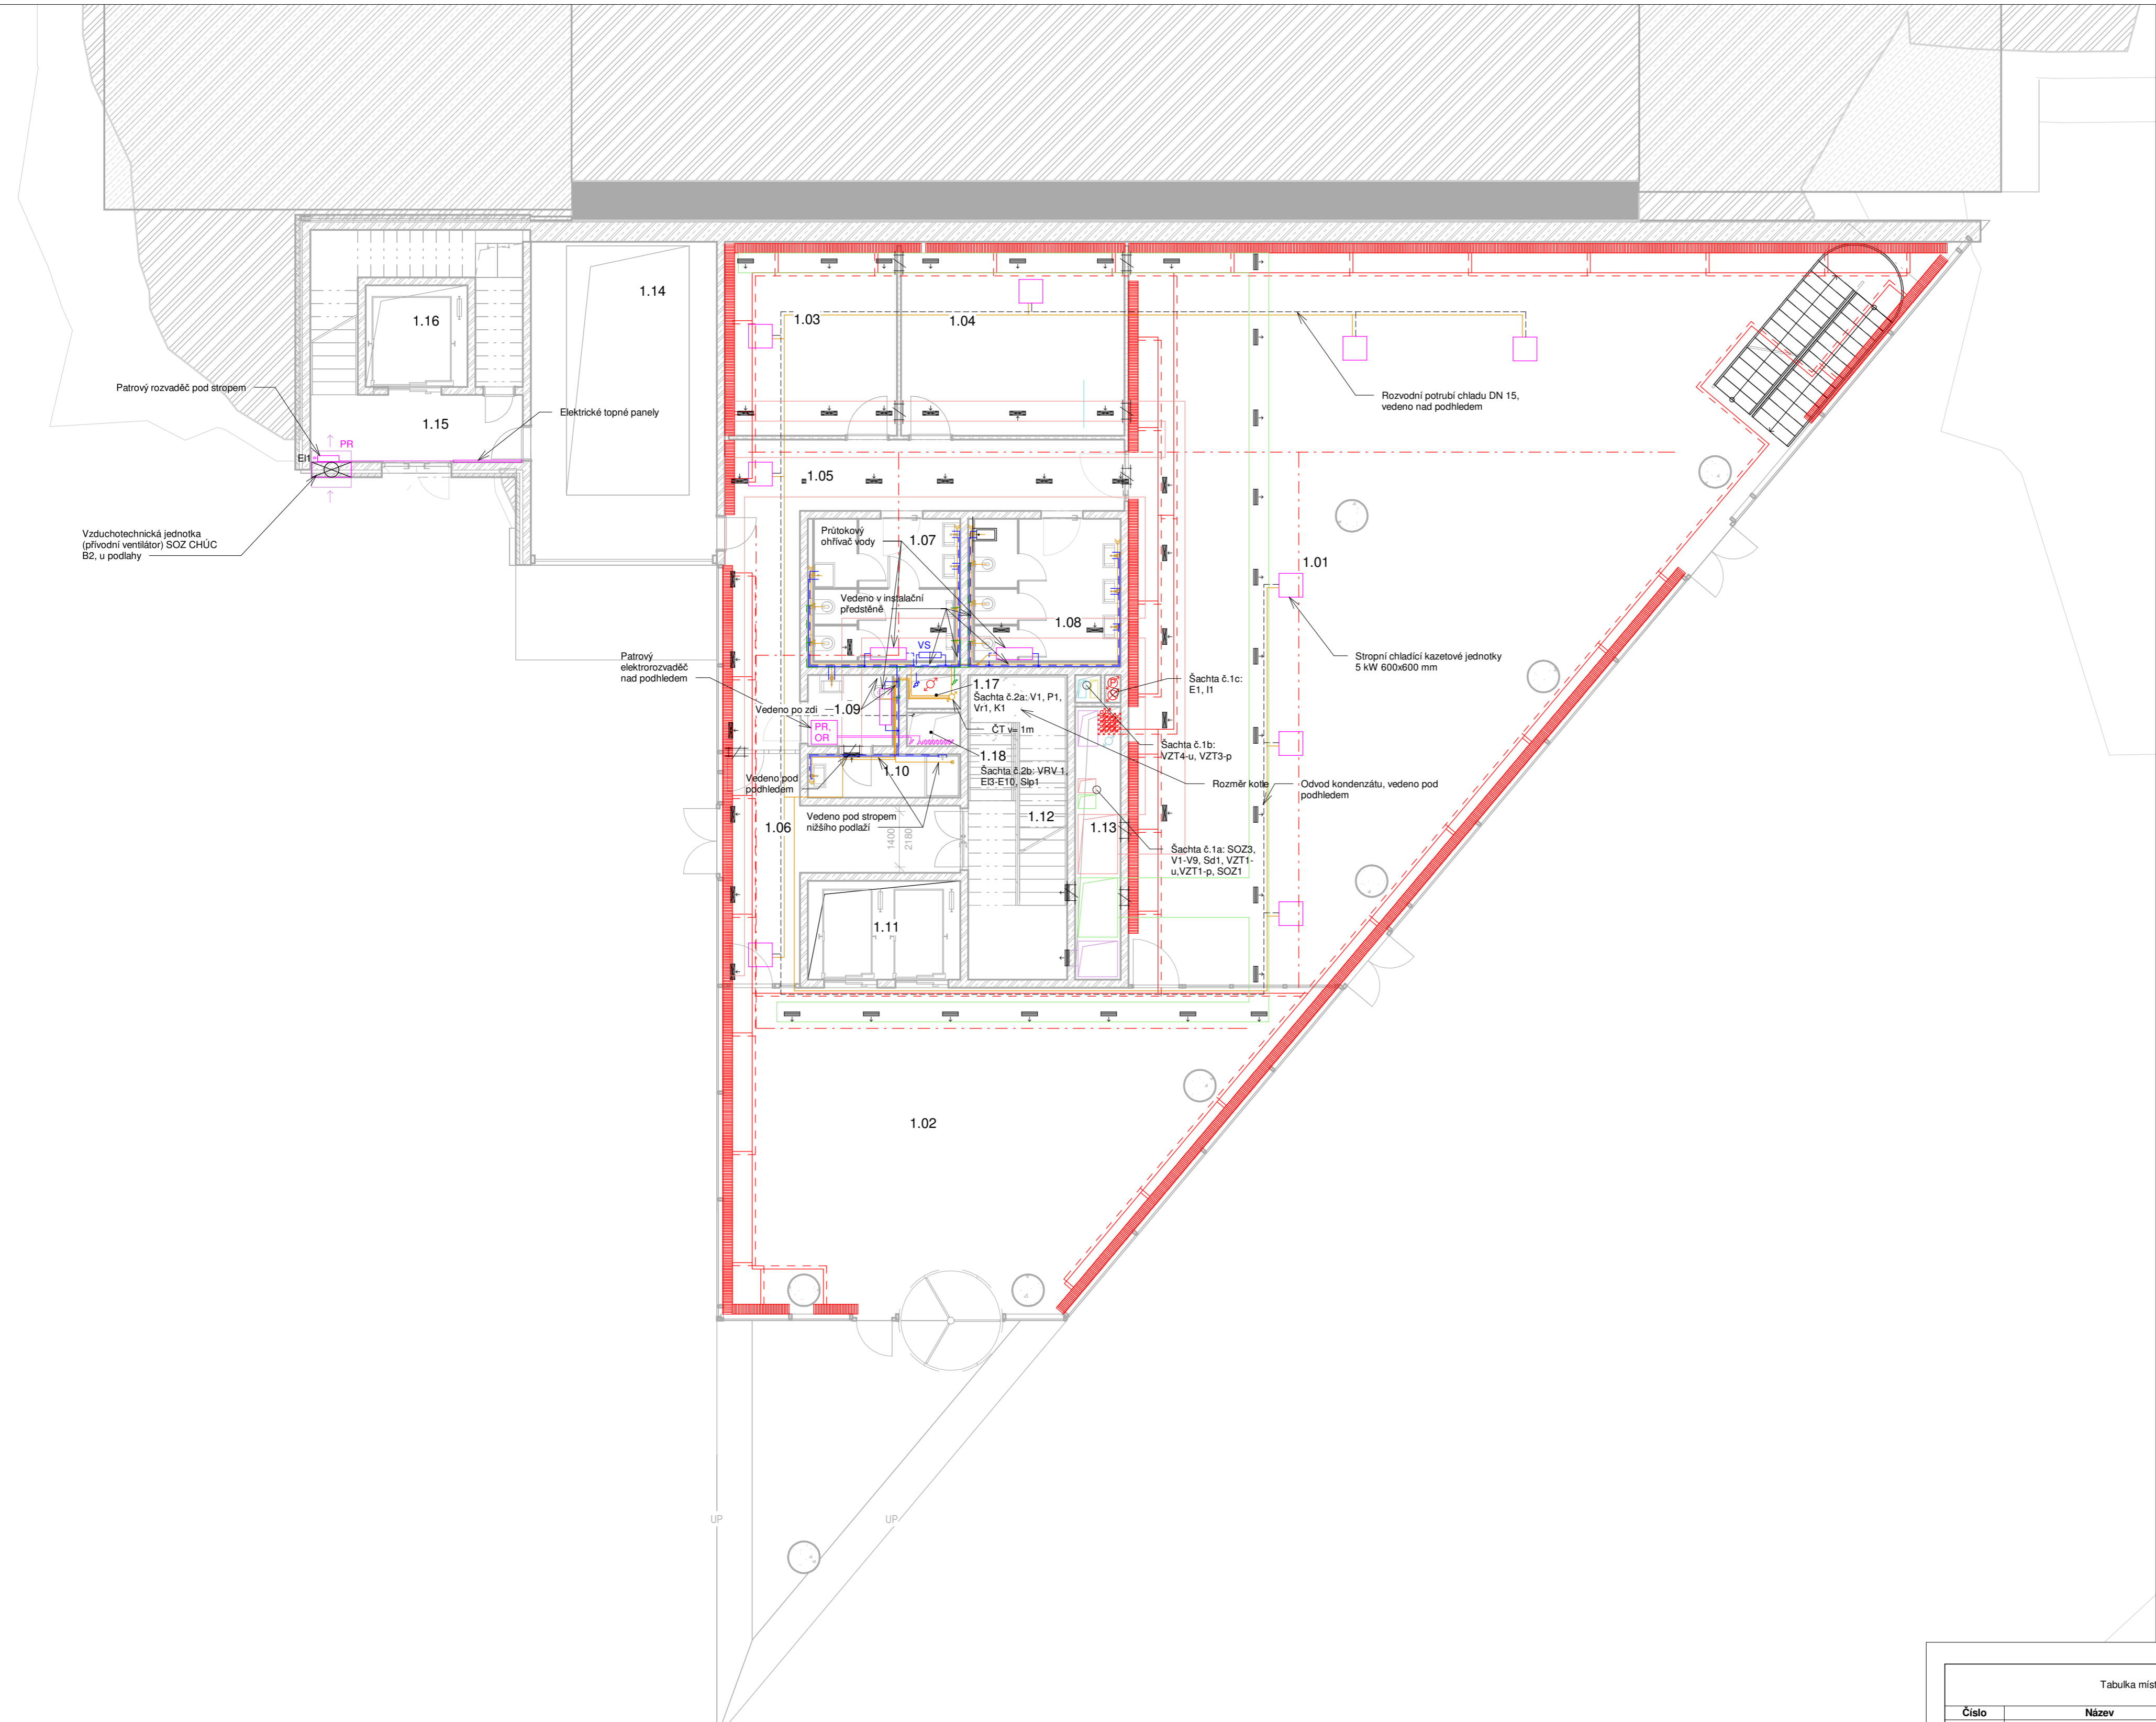 1.14
1.16
1.03
1.04
Patrový rozvaděč pod stropem
Elektrické topné panely
Rozvodní potrubí chladu DN 15,
vedeno nad podhledem
1.15
PR
El1
1.05
Vzduchotechnická jednotka
(přívodní ventilátor) SOZ CHÚC
B2, u podlahy
Průtokový
ohřívač vody
1.07
1.01
Vedeno v instalační
předstěně
1.08
VS
Patrový
elektrorozvaděč
nad podhledem
Stropní chladící kazetové jednotky
5 kW 600x600 mm
1.17
Šachta č.2a: V1, P1,
Vr1, K1
Šachta č.1c:
E1, I1
Vedeno po zdi
1.09
PR,
OR
ČT v= 1m
1.18
Šachta č.2b: VRV 1,
El3-E10, Slp1
Šachta č.1b:
VZT4-u, VZT3-p
Vedeno pod
podhledem
1.10
Rozměr kotle
Odvod kondenzátu, vedeno pod
podhledem
1.06
Vedeno pod stropem
nižšího podlaží
1400
2180
1.12
1.13
Šachta č.1a: SOZ3,
V1-V9, Sd1, VZT1-
u,VZT1-p, SOZ1
1.11
1.02
UP
UP
Tabulka míst
Číslo
Název